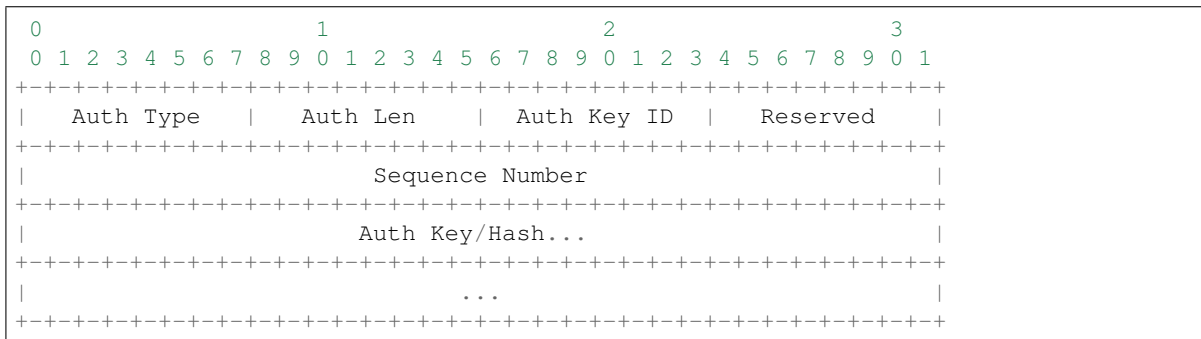 0                   1                   2                   3
 0 1 2 3 4 5 6 7 8 9 0 1 2 3 4 5 6 7 8 9 0 1 2 3 4 5 6 7 8 9 0 1
+-+-+-+-+-+-+-+-+-+-+-+-+-+-+-+-+-+-+-+-+-+-+-+-+-+-+-+-+-+-+-+-+
|   Auth Type   |   Auth Len    |  Auth Key ID  |   Reserved    |
+-+-+-+-+-+-+-+-+-+-+-+-+-+-+-+-+-+-+-+-+-+-+-+-+-+-+-+-+-+-+-+-+
|                        Sequence Number                        |
+-+-+-+-+-+-+-+-+-+-+-+-+-+-+-+-+-+-+-+-+-+-+-+-+-+-+-+-+-+-+-+-+
|                       Auth Key/Hash...                        |
+-+-+-+-+-+-+-+-+-+-+-+-+-+-+-+-+-+-+-+-+-+-+-+-+-+-+-+-+-+-+-+-+
|                              ...                              |
+-+-+-+-+-+-+-+-+-+-+-+-+-+-+-+-+-+-+-+-+-+-+-+-+-+-+-+-+-+-+-+-+